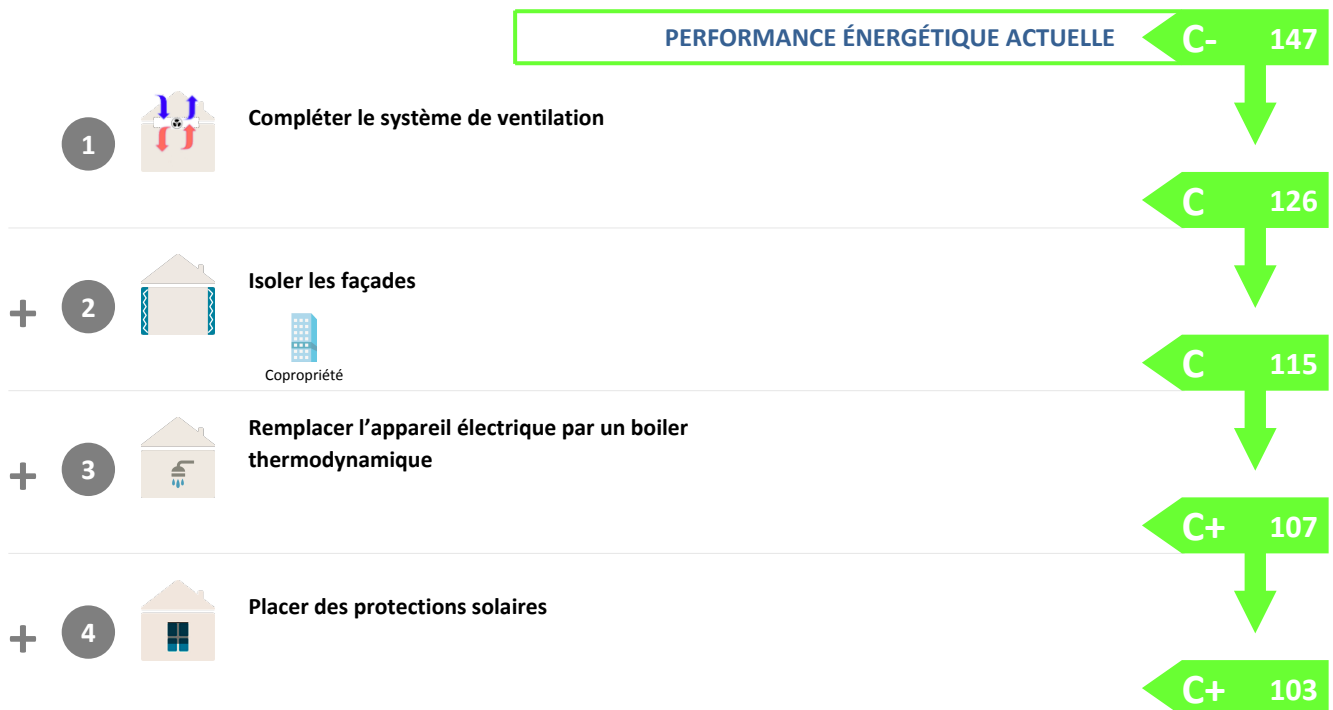 PERFORMANCE ÉNERGÉTIQUE ACTUELLE C- 147
1 Compléter le système de ventilation
C 126
+ 2 Isoler les façades
Copropriété
C 115
+ 3 Remplacer l’appareil électrique par un boiler
thermodynamique
C+ 107
+ 4 Placer des protections solaires
C+ 103